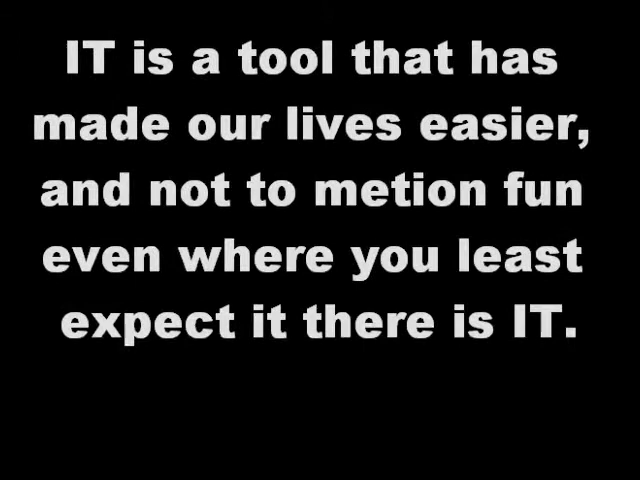 IT is a tool that has
made our lives easier,
and not to metion fun
even where you least
expect it there is IT.